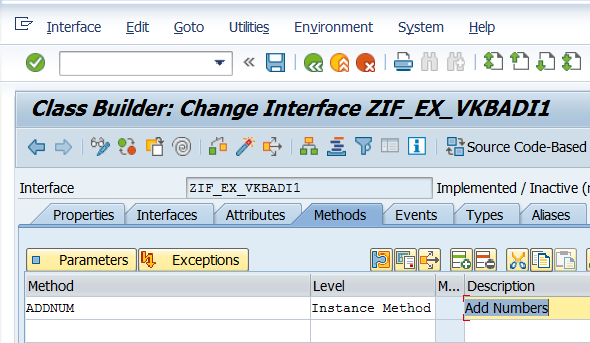 Interface Edit Goto Utilities Environment System Help
Class Builder: Change Interface ZIF_EX_VKBADI1
Source Code-Based
Interface ZIF_EX_VKBADI1 Implemented / Inactive (r
Properties Interfaces Attributes Methods Events Types Aliases
Parameters Exceptions
Method Level M... Description
ADDNUM Instance Method Add Numbers